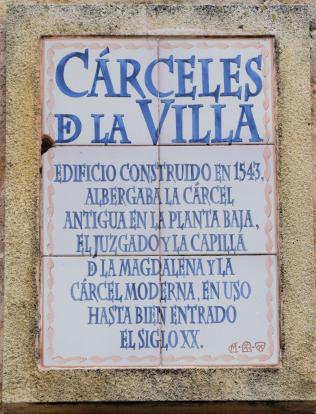 CÁRCELES
D LA VILLA
EDIFICIO CONSTRUIDO EN 1543,
ALBERGABA LA CÁRCEL
ANTIGUA EN LA PLANTA BAJA,
EL JUZGADO Y LA CAPILLA
D LA MAGDALENA Y LA
CÁRCEL MODERNA, EN USO
HASTA BIEN ENTRADO
EL SIGLO XX.